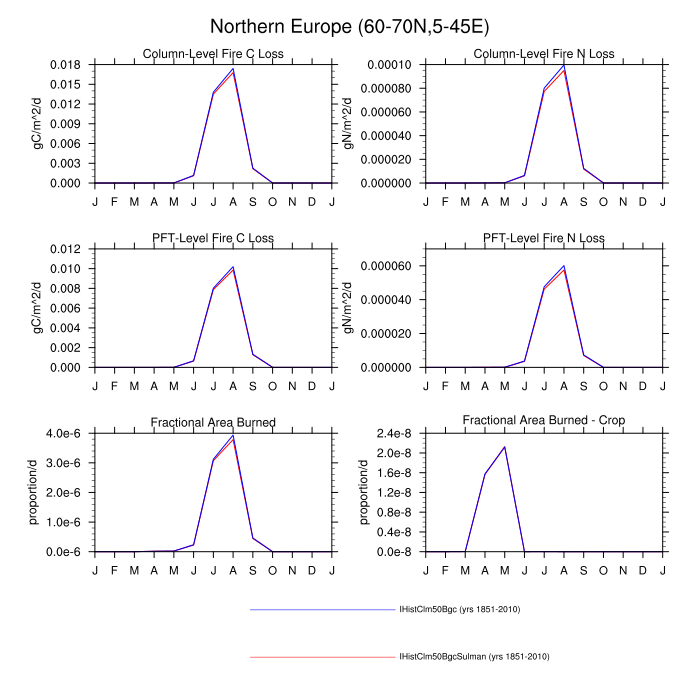 Northern Europe (60-70N,5-45E)
Column-Level Fire C Loss
gC/m^2/d
0.018
0.015
0.012
0.009
0.006
0.003
0.000
J F M A M J J A S O N D J
Column-Level Fire N Loss
gN/m^2/d
0.00010
0.000080
0.000060
0.000040
0.000020
0.000000
J F M A M J J A S O N D J
PFT-Level Fire C Loss
gC/m^2/d
0.012
0.010
0.008
0.006
0.004
0.002
0.000
J F M A M J J A S O N D J
PFT-Level Fire N Loss
gN/m^2/d
0.000060
0.000040
0.000020
0.000000
J F M A M J J A S O N D J
Fractional Area Burned
proportion/d
4.0e-6
3.0e-6
2.0e-6
1.0e-6
0.0e-6
J F M A M J J A S O N D J
Fractional Area Burned - Crop
proportion/d
2.4e-8
2.0e-8
1.6e-8
1.2e-8
0.8e-8
0.4e-8
0.0e-8
J F M A M J J A S O N D J
IHistClm50Bgc (yrs 1851-2010)
IHistClm50BgcSulman (yrs 1851-2010)